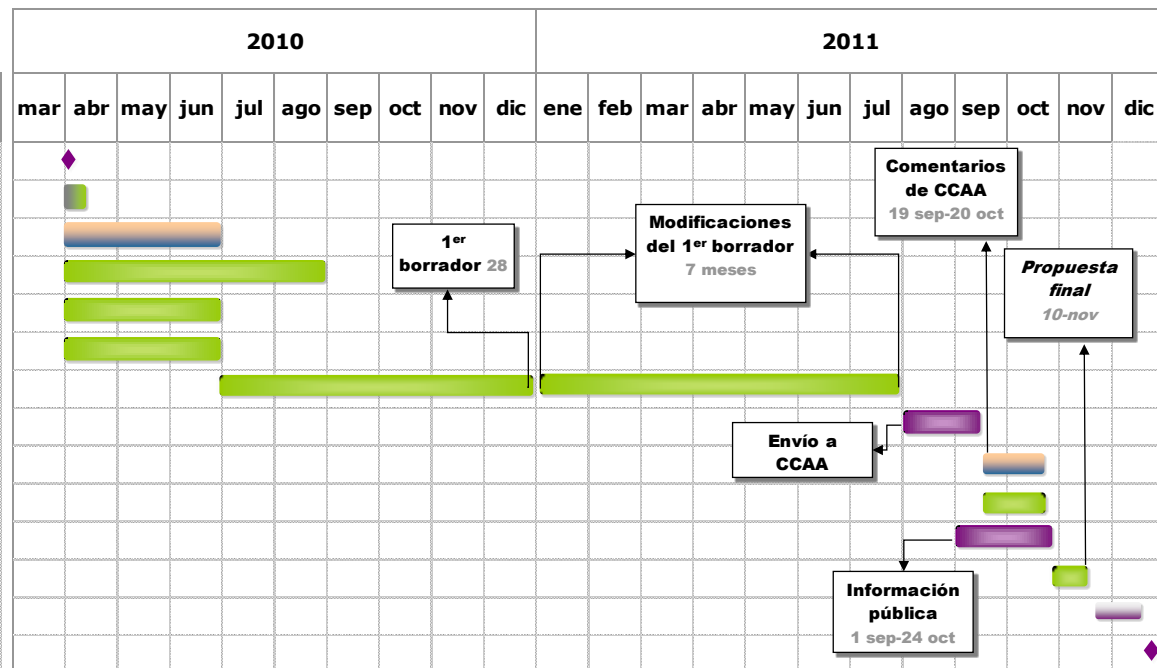 2010 2011
mar abr may jun jul ago sep oct nov dic ene feb mar abr may jun jul ago sep oct nov dic
Comentarios
de CCAA
19 sep-20 oct
Modificaciones
del 1er borrador
7 meses
1er
borrador 28
Propuesta
final
10-nov
Envío a
CCAA
Información
pública
1 sep-24 oct